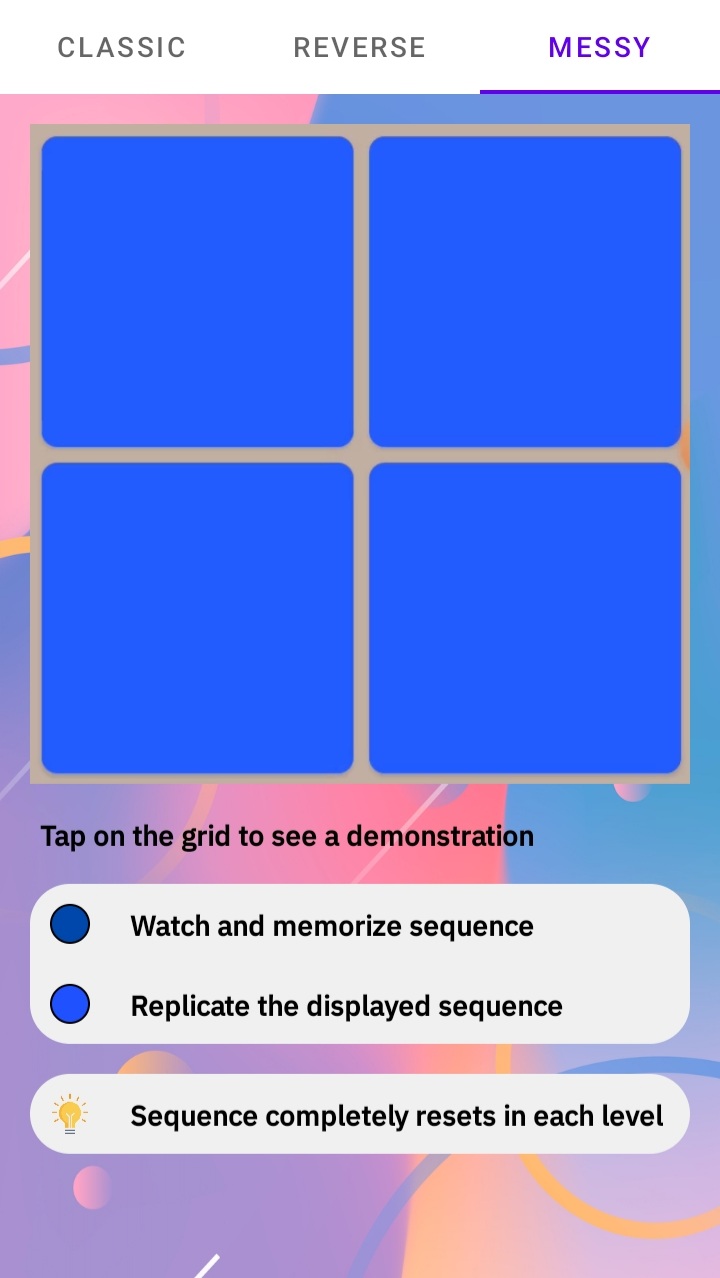 CLASSIC REVERSE MESSY
Tap on the grid to see a demonstration
Watch and memorize sequence
Replicate the displayed sequence
Sequence completely resets in each level